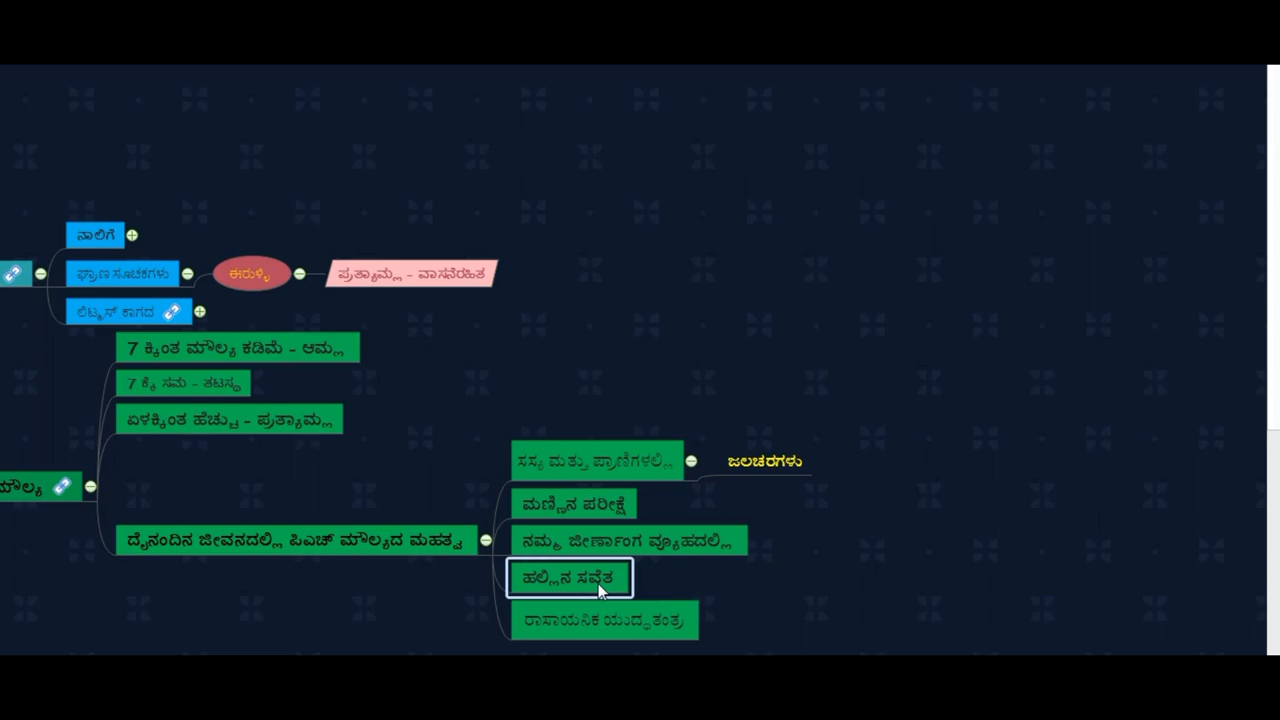 ನಾಲಿಗೆ
ಘ್ರಾಣ ಸೂಚಕಗಳು
ಈರುಳ್ಳಿ
ಪ್ರತ್ಯಾಮ್ಲ - ವಾಸನೆರಹಿತ
ಲಿಟ್ಮಸ್ ಕಾಗದ
7 ಕ್ಕಿಂತ ಮೌಲ್ಯ ಕಡಿಮೆ - ಆಮ್ಲ
7 ಕ್ಕೆ ಸಮ - ತಟಸ್ಥ
ಏಳಕ್ಕಿಂತ ಹೆಚ್ಚು - ಪ್ರತ್ಯಾಮ್ಲ
ಮೌಲ್ಯ
ದೈನಂದಿನ ಜೀವನದಲ್ಲಿ ಪಿಎಚ್ ಮೌಲ್ಯದ ಮಹತ್ವ
ಸಸ್ಯ ಮತ್ತು ಪ್ರಾಣಿಗಳಲ್ಲಿ
ಜಲಚರಗಳು
ಮಣ್ಣಿನ ಪರೀಕ್ಷೆ
ನಮ್ಮ ಜೀರ್ಣಾಂಗ ವ್ಯೂಹದಲ್ಲಿ
ಹಲ್ಲಿನ ಸವೆತ
ರಾಸಾಯನಿಕ ಯುದ್ಧತಂತ್ರ